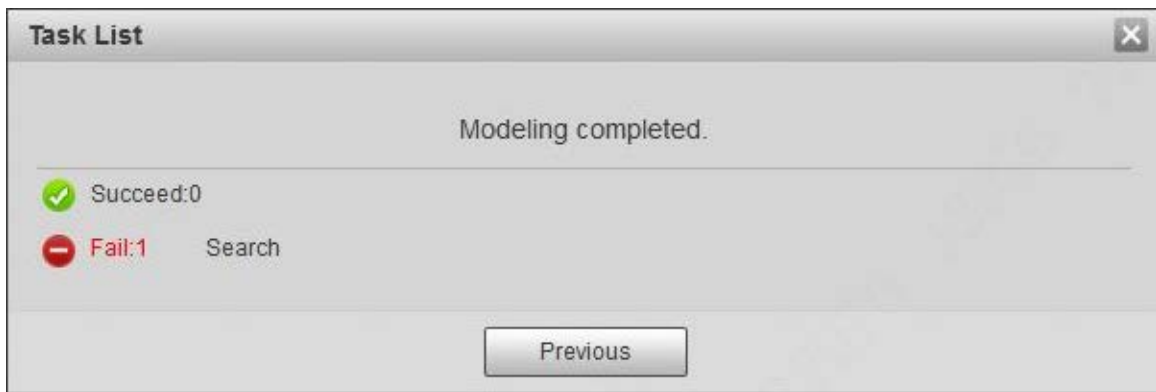 Task List
Modeling completed.
Succeed:0
Fail:1 Search
Previous